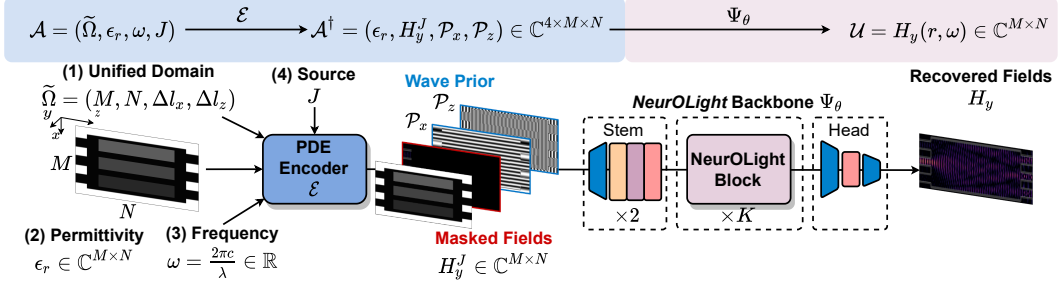 𝒜 = (Ω̃, ϵ_r, ω, J) ⟶ 𝒜† = (ϵ_r, H_y^J, 𝒫_x, 𝒫_z) ∈ ℂ^{4×M×N} ⟶ 𝒰 = H_y(r, ω) ∈ ℂ^{M×N}
ℰ
Ψ_θ
(1) Unified Domain
Ω̃ = (M, N, Δl_x, Δl_z)
y
z
x
M
N
(2) Permittivity
ϵ_r ∈ ℂ^{M×N}
(3) Frequency
ω = 2πc/λ ∈ ℝ
(4) Source
J
PDE
Encoder
ℰ
Wave Prior
𝒫_z
𝒫_x
Masked Fields
H_y^J ∈ ℂ^{M×N}
NeurOLight Backbone Ψ_θ
Stem
×2
NeurOLight
Block
×K
Head
Recovered Fields
H_y